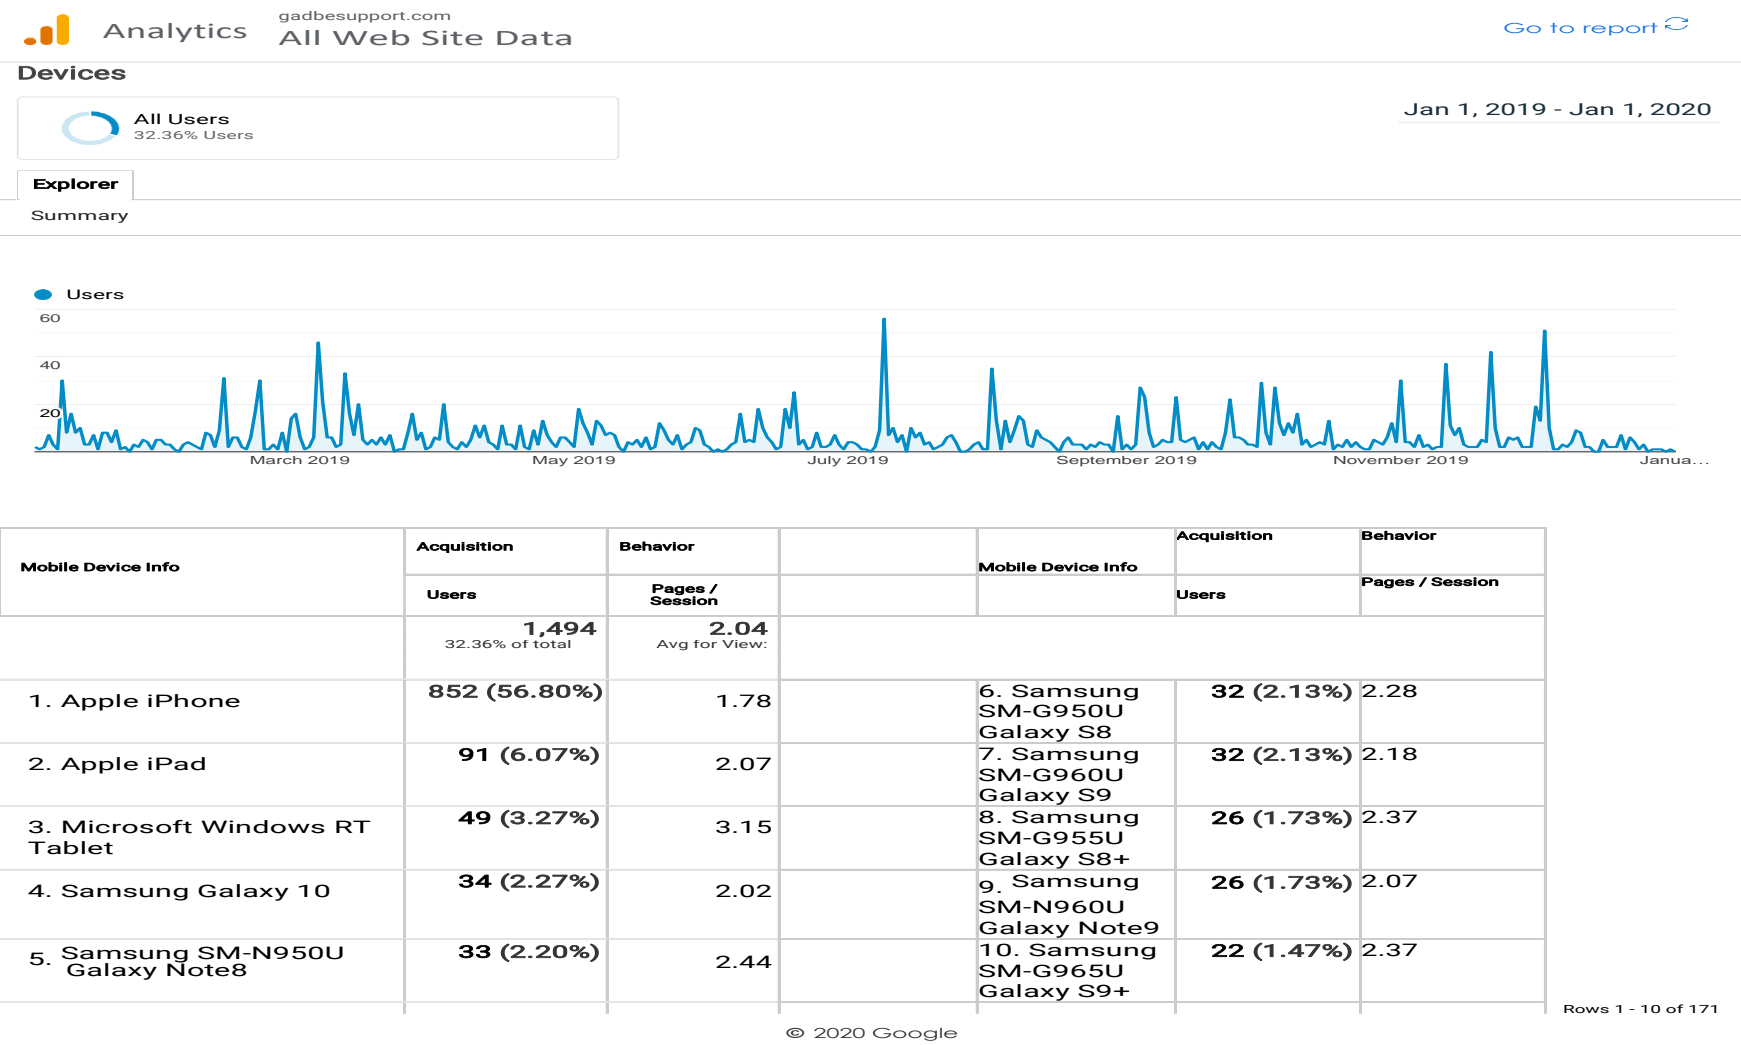 Analytics
gadbesupport.com
All Web Site Data
Go to report
Devices
All Users
32.36% Users
Jan 1, 2019 - Jan 1, 2020
Explorer
Summary
Users
60
40
20
March 2019
May 2019
July 2019
September 2019
November 2019
Janua...
Mobile Device Info
Acquisition
Behavior
Users
Pages /
Session
Mobile Device Info
Acquisition
Behavior
Users
Pages / Session
1,494
32.36% of total
2.04
Avg for View:
1. Apple iPhone
852 (56.80%)
1.78
6. Samsung
SM-G950U
Galaxy S8
32 (2.13%)
2.28
2. Apple iPad
91 (6.07%)
2.07
7. Samsung
SM-G960U
Galaxy S9
32 (2.13%)
2.18
3. Microsoft Windows RT
Tablet
49 (3.27%)
3.15
8. Samsung
SM-G955U
Galaxy S8+
26 (1.73%)
2.37
4. Samsung Galaxy 10
34 (2.27%)
2.02
9. Samsung
SM-N960U
Galaxy Note9
26 (1.73%)
2.07
5. Samsung SM-N950U
Galaxy Note8
33 (2.20%)
2.44
10. Samsung
SM-G965U
Galaxy S9+
22 (1.47%)
2.37
Rows 1 - 10 of 171
© 2020 Google